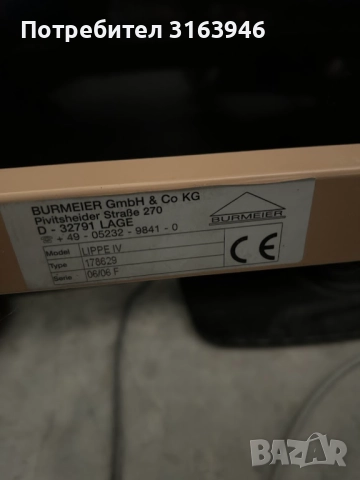 Потребител 3163946
BURMEIER GmbH & Co KG
Pivitsheider Straße 270
D - 32791 LAGE
☏ + 49 - 05232 - 9841 - 0
BURMEIER
Model LIPPE IV
Type 178629
Serie 06/06 F
CE
BAZAR